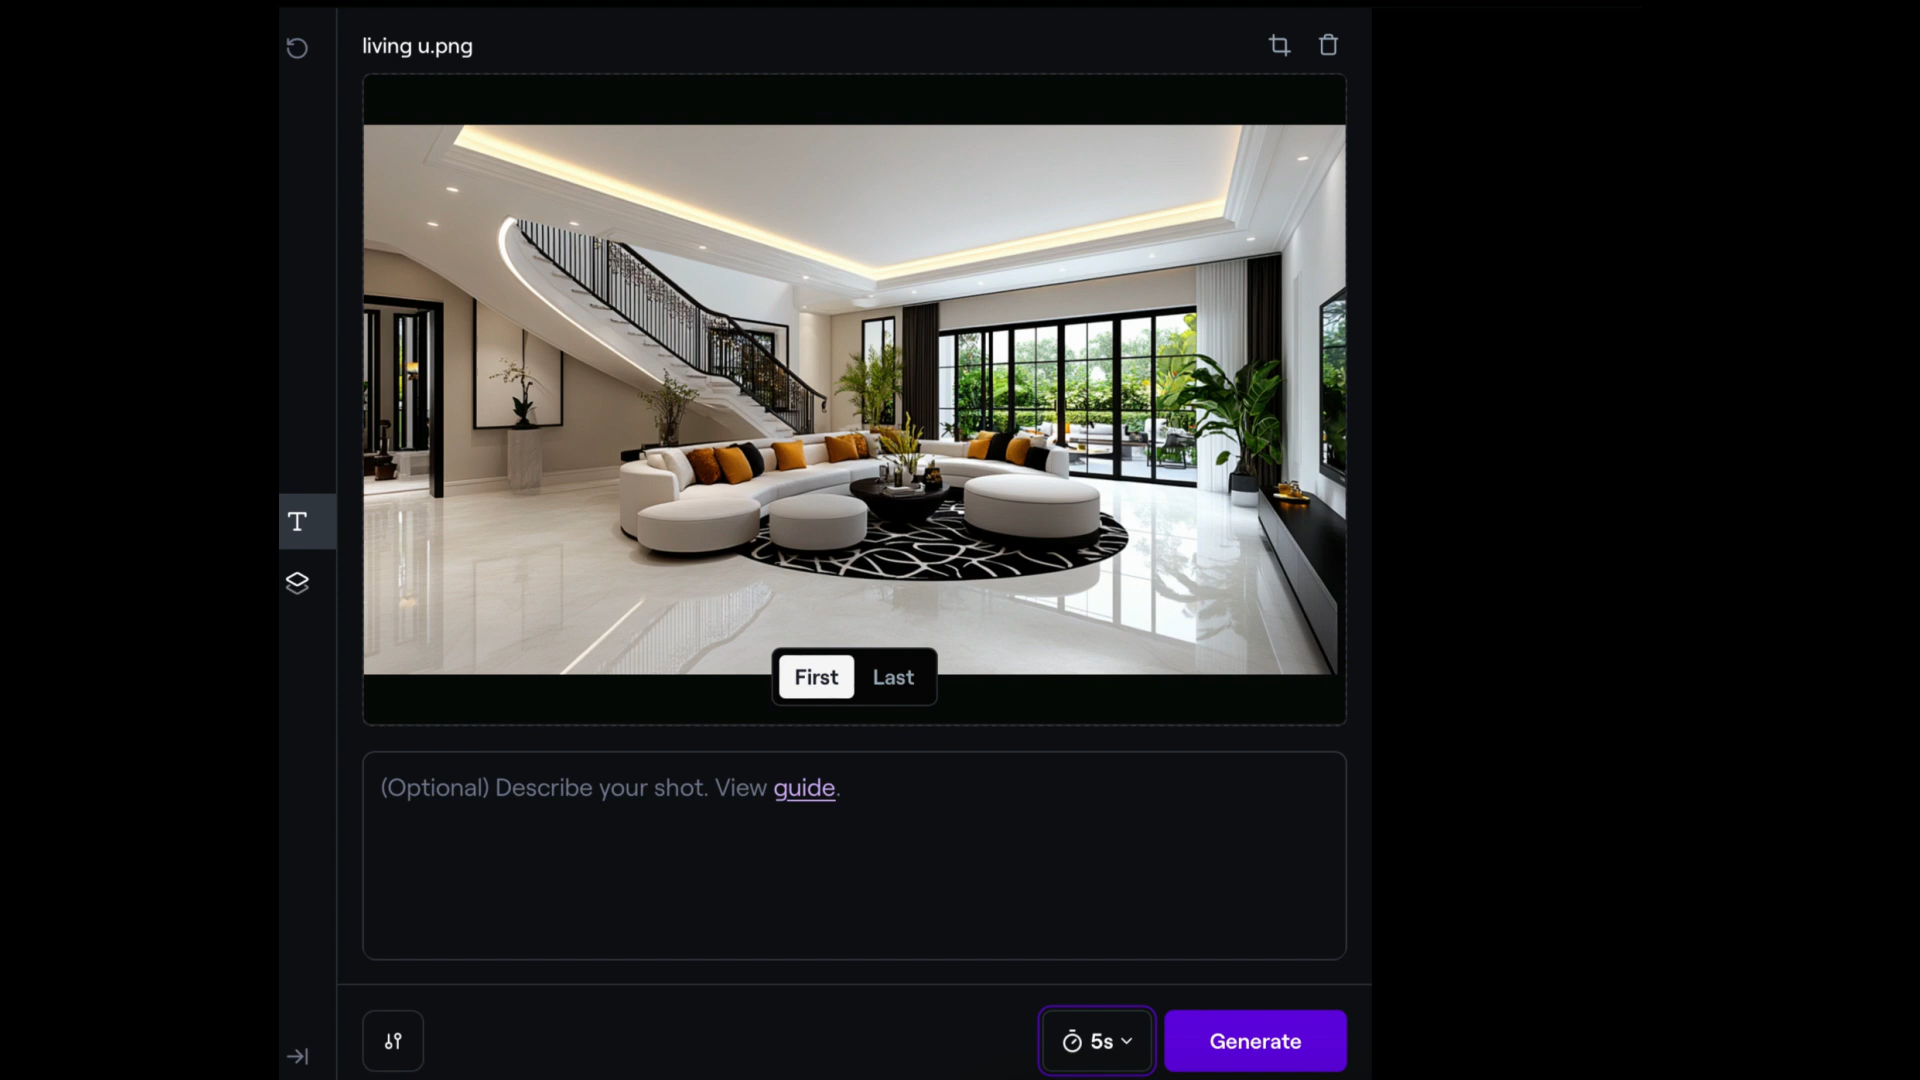 living u.png
First Last
(Optional) Describe your shot. View guide.
5s Generate